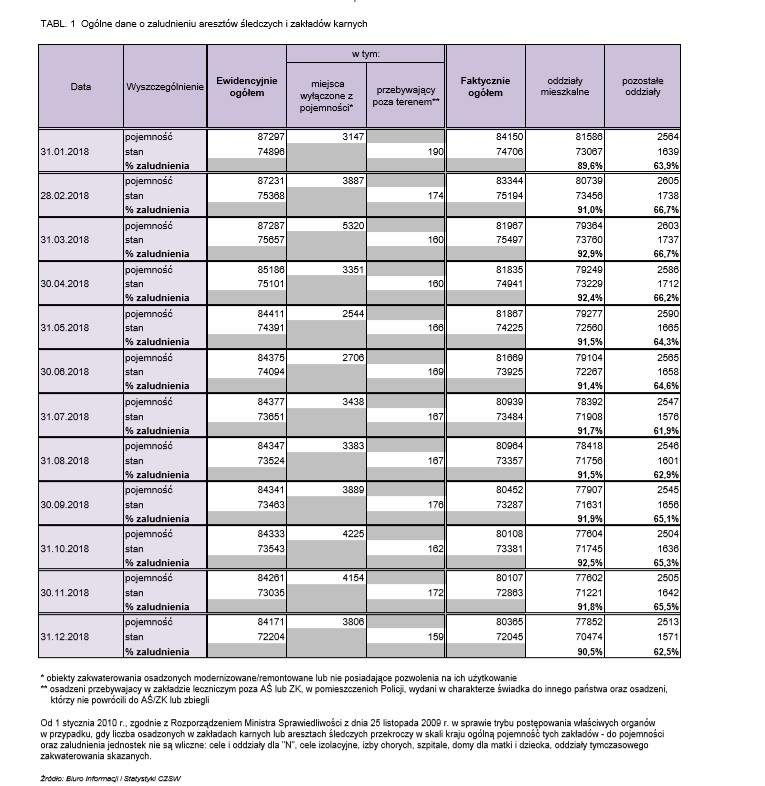 TABL. 1 Ogólne dane o zaludnieniu aresztów śledczych i zakładów karnych
Data Wyszczególnienie Ewidencyjnie ogółem w tym: Faktycznie ogółem oddziały mieszkalne pozostałe oddziały
miejsca wyłączone z pojemności* przebywający poza terenem**
pojemność 87297 3147 84150 81586 2564
31.01.2018 stan 74896 190 74706 73067 1639
% zaludnienia 89,6% 63,9%
pojemność 87231 3887 83344 80739 2605
28.02.2018 stan 75368 174 75194 73456 1738
% zaludnienia 91,0% 66,7%
pojemność 87287 5320 81967 79364 2603
31.03.2018 stan 75657 160 75497 73760 1737
% zaludnienia 92,9% 66,7%
pojemność 85186 3351 81835 79249 2586
30.04.2018 stan 75101 160 74941 73229 1712
% zaludnienia 92,4% 66,2%
pojemność 84411 2544 81867 79277 2590
31.05.2018 stan 74391 166 74225 72560 1665
% zaludnienia 91,5% 64,3%
pojemność 84375 2706 81669 79104 2565
30.06.2018 stan 74094 169 73925 72267 1658
% zaludnienia 91,4% 64,6%
pojemność 84377 3438 80939 78392 2547
31.07.2018 stan 73651 167 73484 71908 1576
% zaludnienia 91,7% 61,9%
pojemność 84347 3383 80964 78418 2546
31.08.2018 stan 73524 167 73357 71756 1601
% zaludnienia 91,5% 62,9%
pojemność 84341 3889 80452 77907 2545
30.09.2018 stan 73463 176 73287 71631 1656
% zaludnienia 91,9% 65,1%
pojemność 84333 4225 80108 77604 2504
31.10.2018 stan 73543 162 73381 71745 1636
% zaludnienia 92,5% 65,3%
pojemność 84261 4154 80107 77602 2505
30.11.2018 stan 73035 172 72863 71221 1642
% zaludnienia 91,8% 65,5%
pojemność 84171 3806 80365 77852 2513
31.12.2018 stan 72204 159 72045 70474 1571
% zaludnienia 90,5% 62,5%
* obiekty zakwaterowania osadzonych modernizowane/remontowane lub nie posiadające pozwolenia na ich użytkowanie
** osadzeni przebywajacy w zakładzie leczniczym poza AŚ lub ZK, w pomieszczenich Policji, wydani w charakterze świadka do innego państwa oraz osadzeni,
którzy nie powrócili do AŚ/ZK lub zbiegli
Od 1 stycznia 2010 r., zgodnie z Rozporządzeniem Ministra Sprawiedliwości z dnia 25 listopada 2009 r. w sprawie trybu postępowania właściwych organów
w przypadku, gdy liczba osadzonych w zakładach karnych lub aresztach śledczych przekroczy w skali kraju ogólną pojemność tych zakładów - do pojemności
oraz zaludnienia jednostek nie są wliczne: cele i oddziały dla "N", cele izolacyjne, izby chorych, szpitale, domy dla matki i dziecka, oddziały tymczasowego
zakwaterowania skazanych.
Źródło: Biuro Informacji i Statystyki CZSW